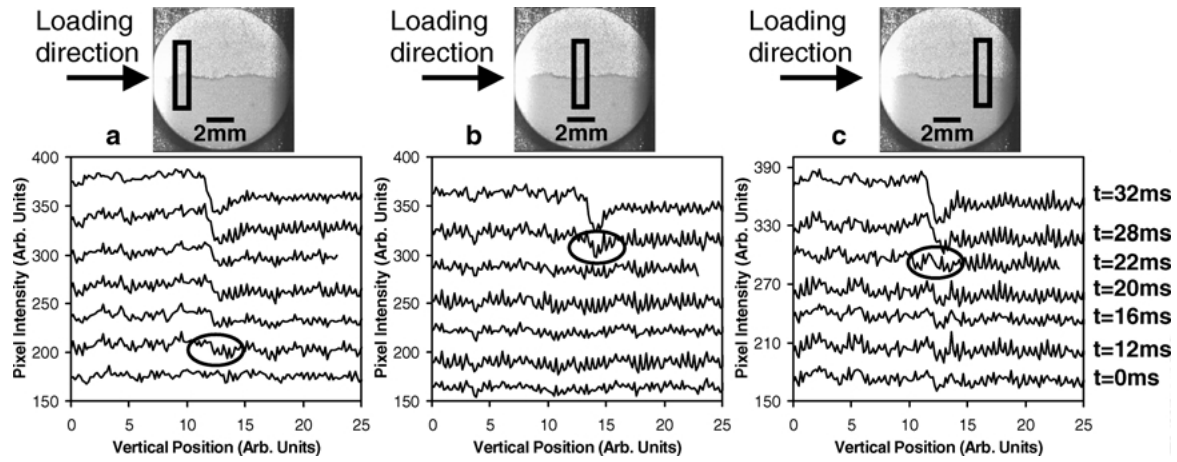 Loading
direction
a
2mm
Loading
direction
b
2mm
Loading
direction
c
2mm
Pixel Intensity (Arb. Units)
400
350
300
250
200
150
0 5 10 15 20 25
Vertical Position (Arb. Units)
Pixel Intensity (Arb. Units)
400
350
300
250
200
150
0 5 10 15 20 25
Vertical Position (Arb. Units)
Pixel Intensity (Arb. Units)
390
330
270
210
150
0 5 10 15 20 25
Vertical Position (Arb. Units)
t=32ms
t=28ms
t=22ms
t=20ms
t=16ms
t=12ms
t=0ms